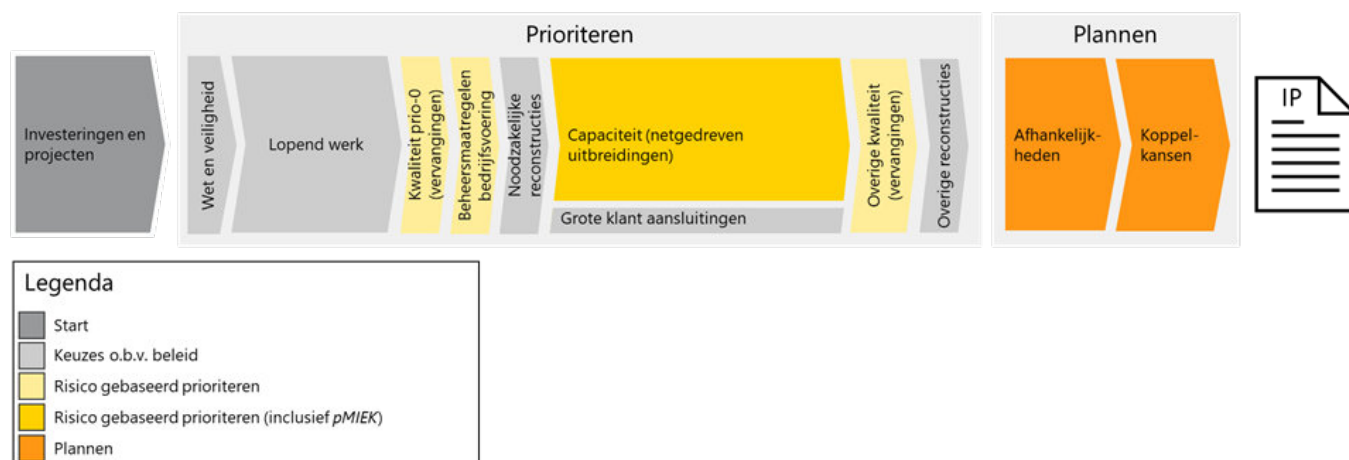 Prioriteren
Plannen
Investeringen en
projecten
Wet en veiligheid
Lopend werk
Kwaliteit prio-0
(vervangingen)
Beheersmaatregelen
bedrijfsvoering
Noodzakelijke
reconstructies
Capaciteit (netgedreven
uitbreidingen)
Grote klant aansluitingen
Overige kwaliteit
(vervangingen)
Overige reconstructies
Afhankelijk-
heden
Koppel-
kansen
IP
Legenda
Start
Keuzes o.b.v. beleid
Risico gebaseerd prioriteren
Risico gebaseerd prioriteren (inclusief pMIEK)
Plannen